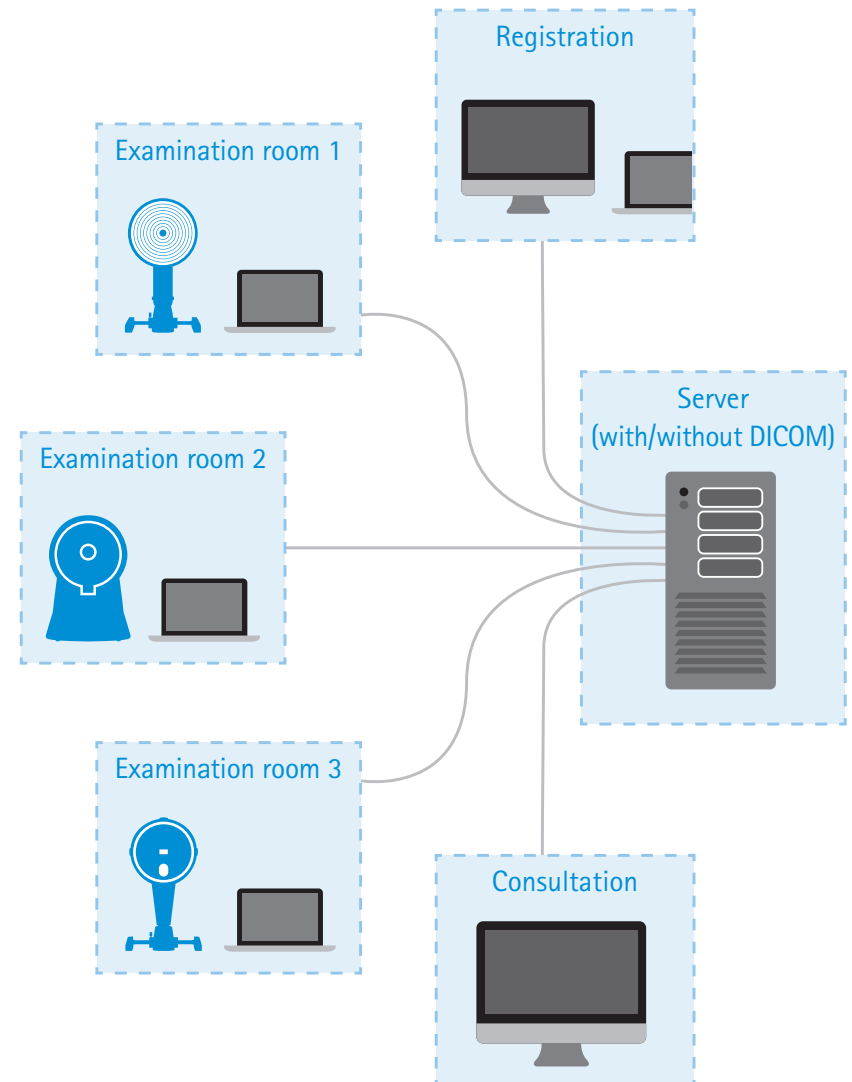 Registration
Examination room 1
Server
(with/without DICOM)
Examination room 2
Examination room 3
Consultation